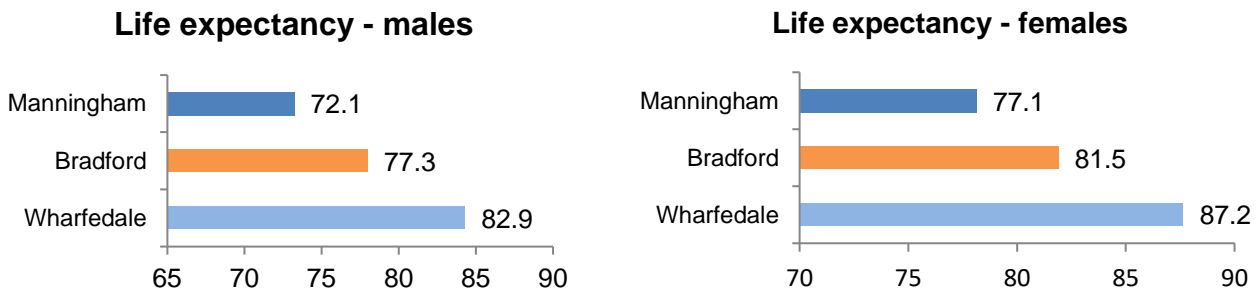 Life expectancy - males
Manningham 72.1
Bradford 77.3
Wharfedale 82.9
65 70 75 80 85 90
Life expectancy - females
Manningham 77.1
Bradford 81.5
Wharfedale 87.2
70 75 80 85 90